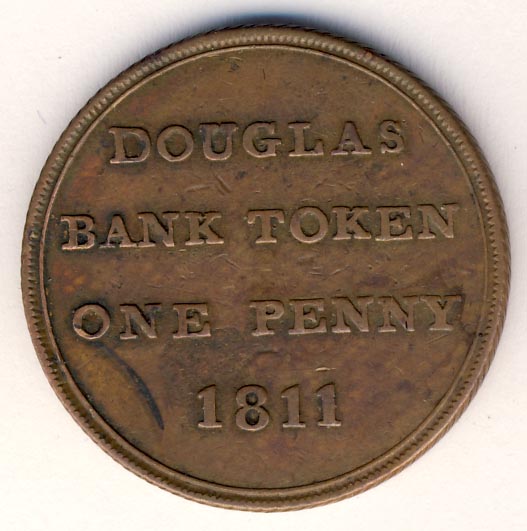 DOUGLAS
BANK TOKEN
ONE PENNY
1811